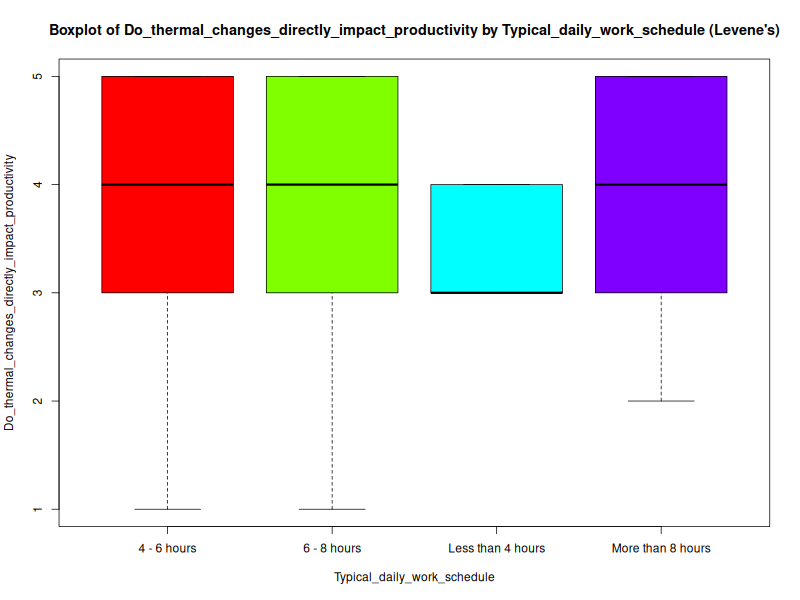 Boxplot of Do_thermal_changes_directly_impact_productivity by Typical_daily_work_schedule (Levene's)
Do_thermal_changes_directly_impact_productivity
5
4
3
2
1
4 - 6 hours
6 - 8 hours
Less than 4 hours
More than 8 hours
Typical_daily_work_schedule